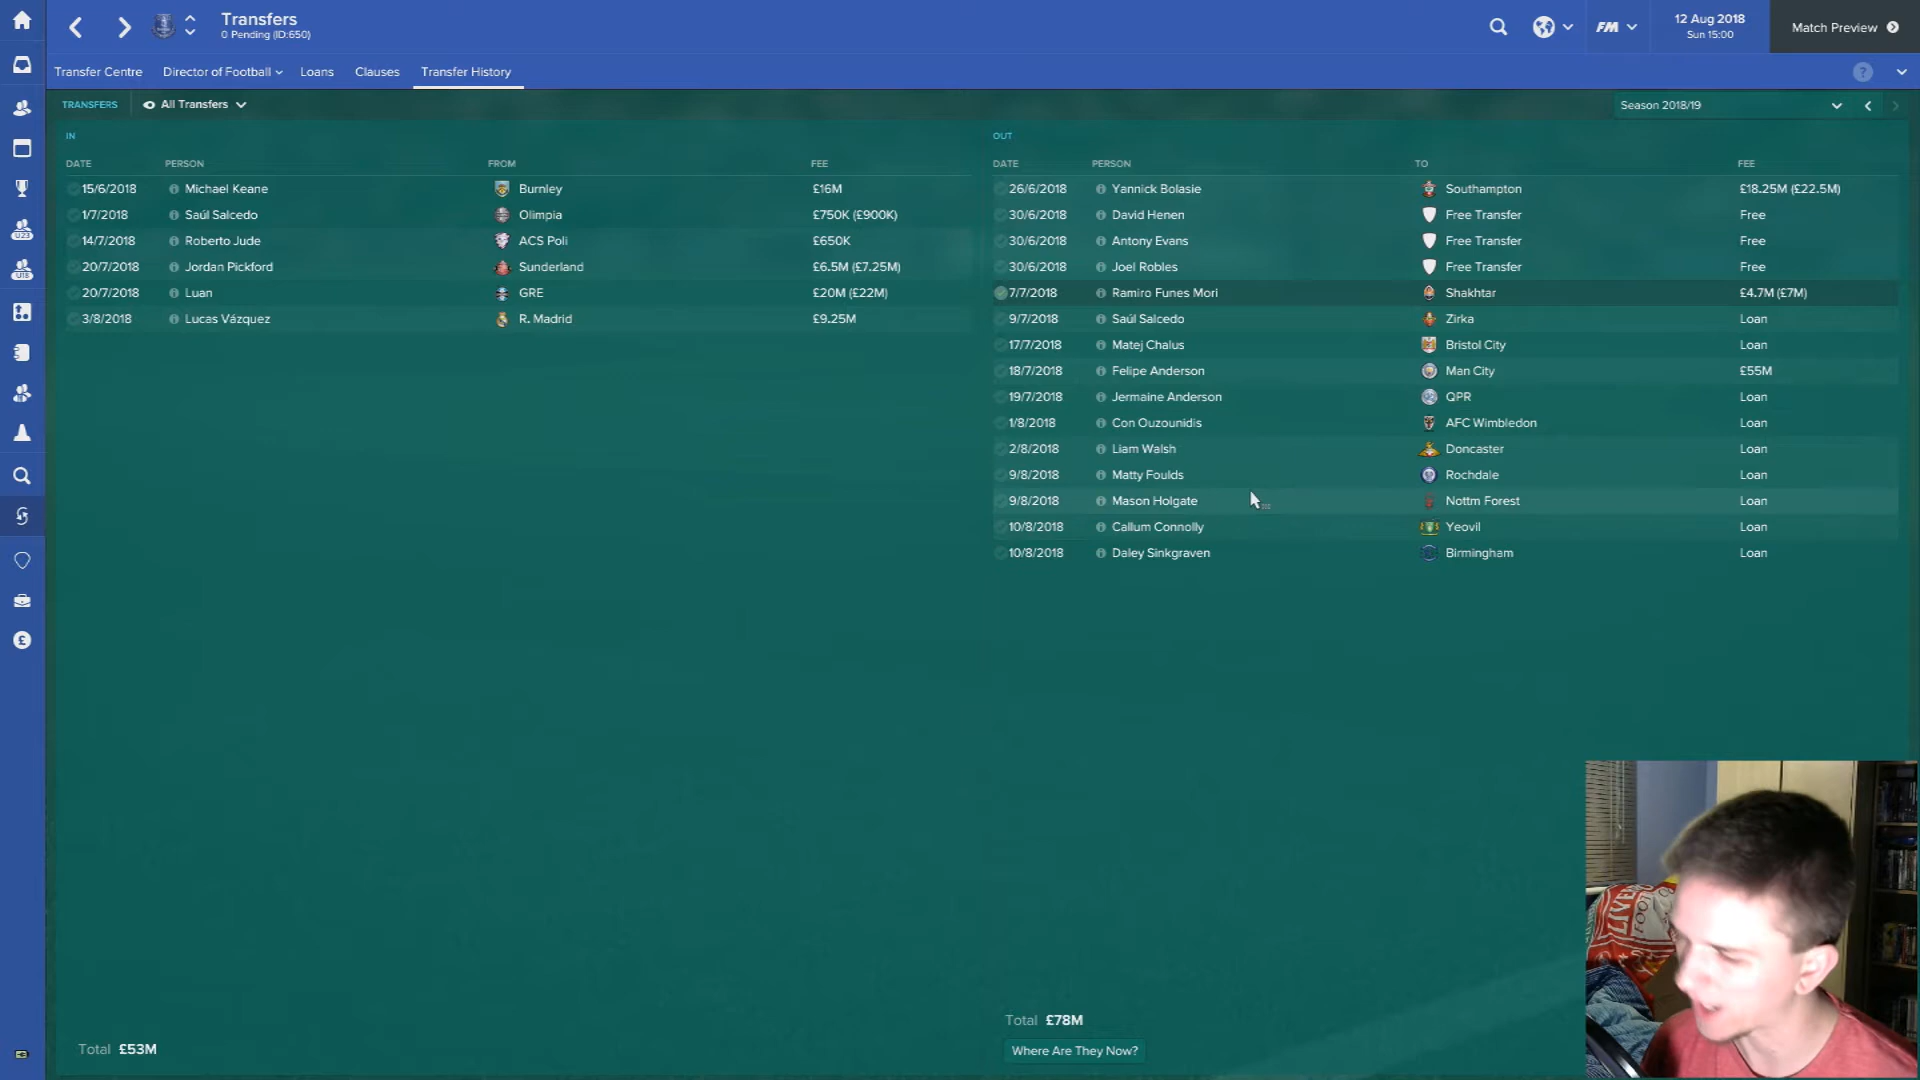 Transfers
0 Pending (ID:650)
FM
12 Aug 2018
Sun 15:00
Match Preview
Transfer Centre Director of Football Loans Clauses Transfer History
?
TRANSFERS All Transfers Season 2018/19
IN
DATE PERSON FROM FEE
15/6/2018 Michael Keane Burnley £16M
1/7/2018 Saúl Salcedo Olimpia £750K (£900K)
14/7/2018 Roberto Jude ACS Poli £650K
20/7/2018 Jordan Pickford Sunderland £6.5M (£7.25M)
20/7/2018 Luan GRE £20M (£22M)
3/8/2018 Lucas Vázquez R. Madrid £9.25M
Total £53M
OUT
DATE PERSON TO FEE
26/6/2018 Yannick Bolasie Southampton £18.25M (£22.5M)
30/6/2018 David Henen Free Transfer Free
30/6/2018 Antony Evans Free Transfer Free
30/6/2018 Joel Robles Free Transfer Free
7/7/2018 Ramiro Funes Mori Shakhtar £4.7M (£7M)
9/7/2018 Saúl Salcedo Zirka Loan
17/7/2018 Matej Chalus Bristol City Loan
18/7/2018 Felipe Anderson Man City £55M
19/7/2018 Jermaine Anderson QPR Loan
1/8/2018 Con Ouzounidis AFC Wimbledon Loan
2/8/2018 Liam Walsh Doncaster Loan
9/8/2018 Matty Foulds Rochdale Loan
9/8/2018 Mason Holgate Nottm Forest Loan
10/8/2018 Callum Connolly Yeovil Loan
10/8/2018 Daley Sinkgraven Birmingham Loan
Total £78M
Where Are They Now?
U23
U18
£